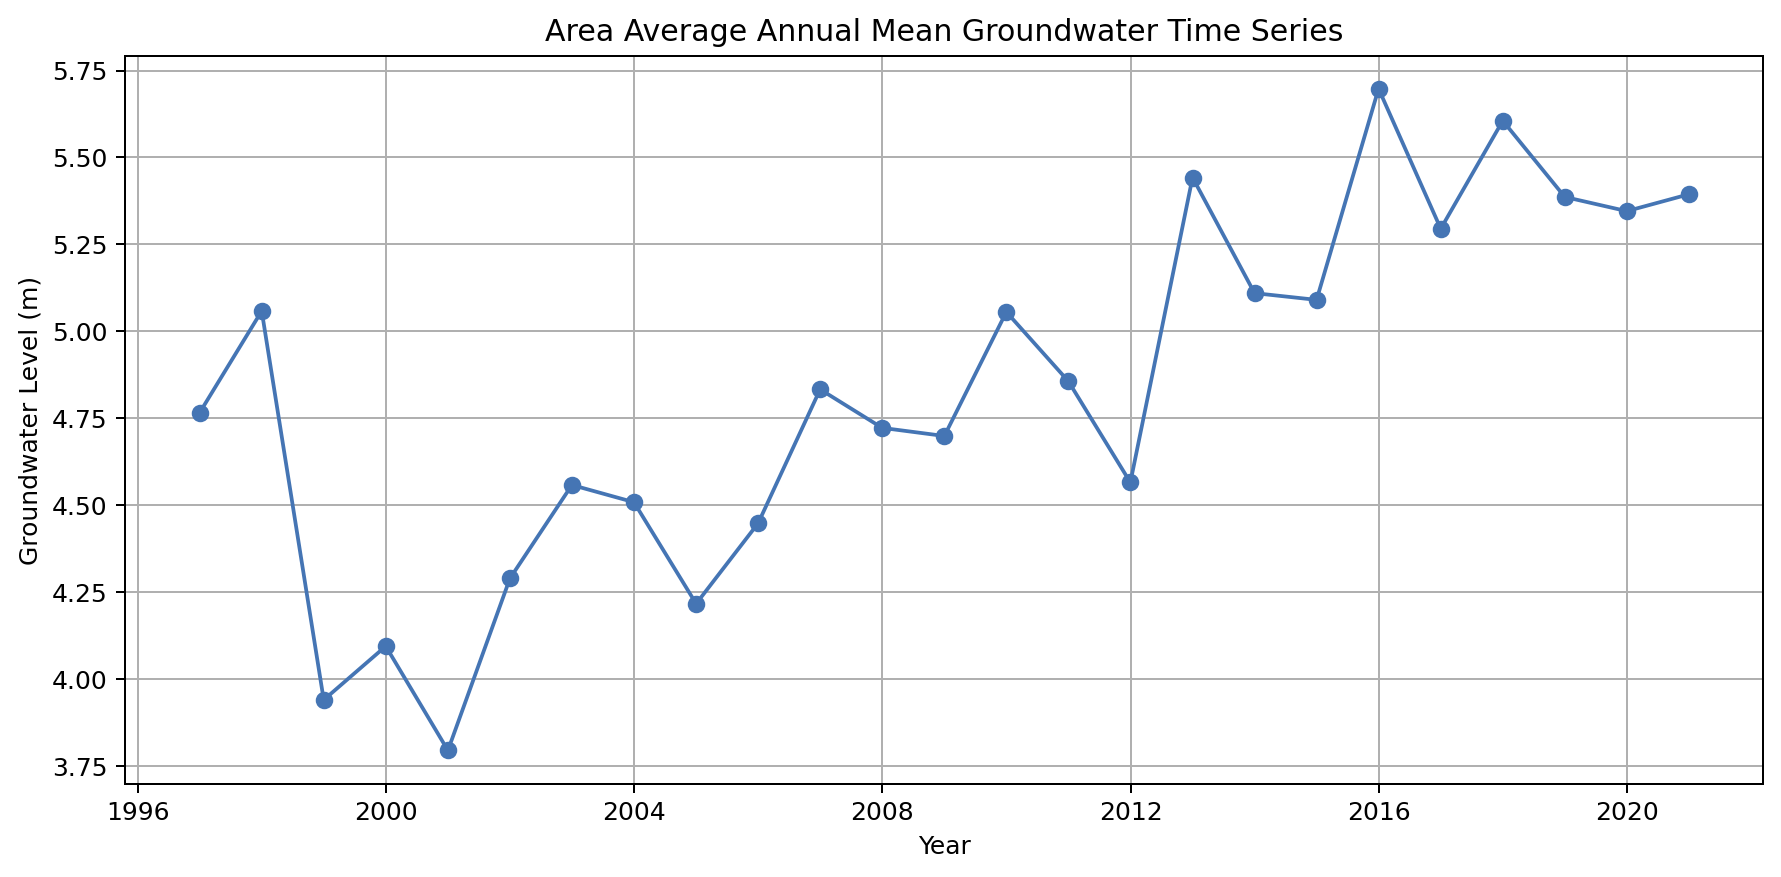 Area Average Annual Mean Groundwater Time Series
Groundwater Level (m)
5.75
5.50
5.25
5.00
4.75
4.50
4.25
4.00
3.75
1996 2000 2004 2008 2012 2016 2020
Year